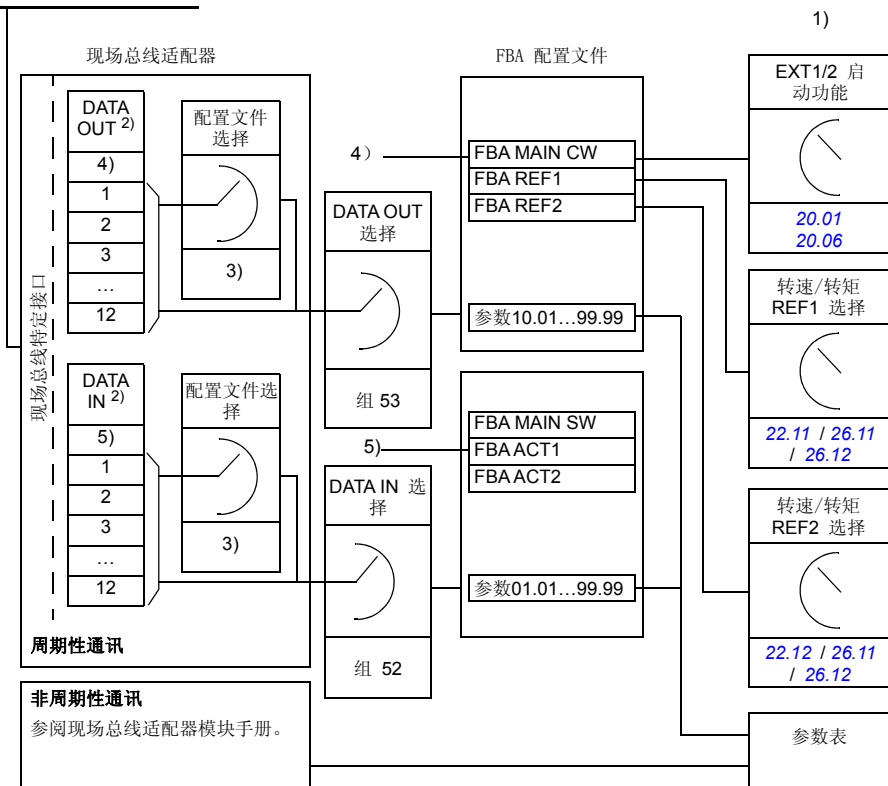 1)
现场总线适配器
FBA 配置文件
EXT1/2 启
动功能
DATA
OUT 2)
配置文件
选择
4)
4)
FBA MAIN CW
1
FBA REF1
2
DATA OUT
选择
FBA REF2
20.01
20.06
3
3)
…
12
参数10.01…99.99
转速/转矩
REF1 选择
现场总线特定接口
DATA
IN 2)
配置文件选
择
组 53
22.11 / 26.11
/ 26.12
5)
5)
FBA MAIN SW
FBA ACT1
FBA ACT2
1
2
DATA IN 选
择
3
3)
…
12
参数01.01…99.99
转速/转矩
REF2 选择
周期性通讯
组 52
22.12 / 26.11
/ 26.12
非周期性通讯
参阅现场总线适配器模块手册。
参数表